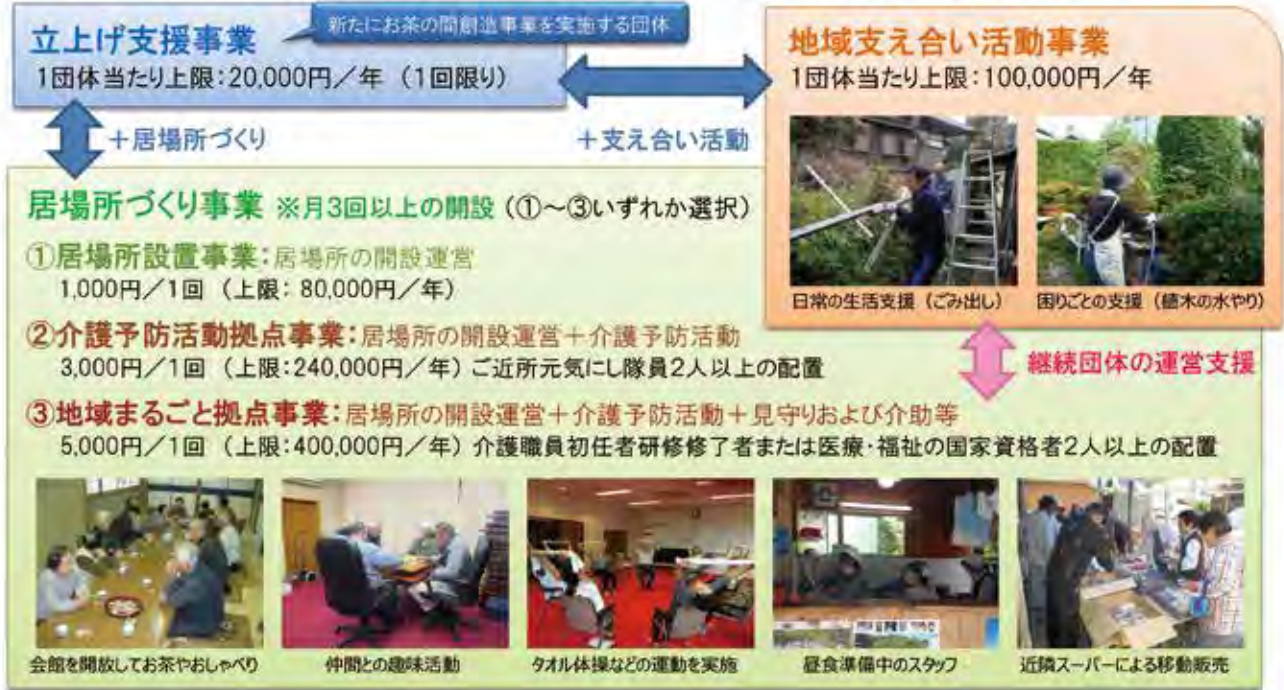 立上げ支援事業
新たにお茶の間創造事業を実施する団体
1団体当たり上限:20,000円/年 (1回限り)
地域支え合い活動事業
1団体当たり上限:100,000円/年
+居場所づくり
+支え合い活動
日常の生活支援(ごみ出し)
困りごとの支援(植木の水やり)
居場所づくり事業 ※月3回以上の開設(①~③いずれか選択)
①居場所設置事業:居場所の開設運営
1,000円/1回 (上限: 80,000円/年)
②介護予防活動拠点事業:居場所の開設運営+介護予防活動
3,000円/1回 (上限:240,000円/年)ご近所元気にし隊員2人以上の配置
継続団体の運営支援
③地域まるごと拠点事業:居場所の開設運営+介護予防活動+見守りおよび介助等
5,000円/1回 (上限:400,000円/年)介護職員初任者研修修了者または医療・福祉の国家資格者2人以上の配置
会館を開放してお茶やおしゃべり
仲間との趣味活動
タオル体操などの運動を実施
昼食準備中のスタッフ
近隣スーパーによる移動販売